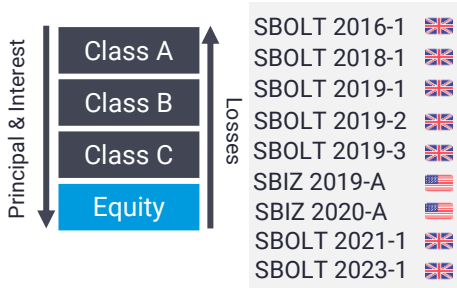 Principal & Interest
Class A
Class B
Class C
Equity
Losses
SBOLT 2016-1
SBOLT 2018-1
SBOLT 2019-1
SBOLT 2019-2
SBOLT 2019-3
SBIZ 2019-A
SBIZ 2020-A
SBOLT 2021-1
SBOLT 2023-1